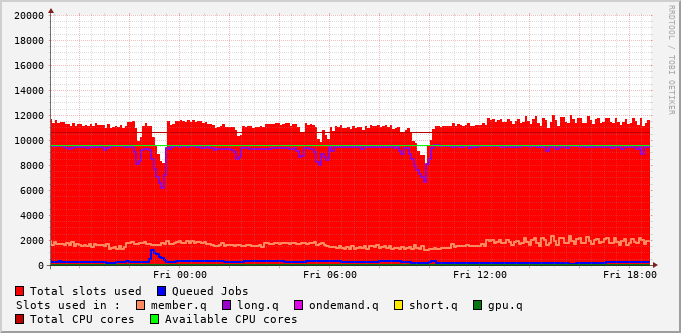 20000
18000
16000
14000
12000
10000
8000
6000
4000
2000
0
Fri 00:00 Fri 06:00 Fri 12:00 Fri 18:00
RRDTOOL / TOBI OETIKER
Total slots used Queued Jobs
Slots used in : member.q long.q ondemand.q short.q gpu.q
Total CPU cores Available CPU cores